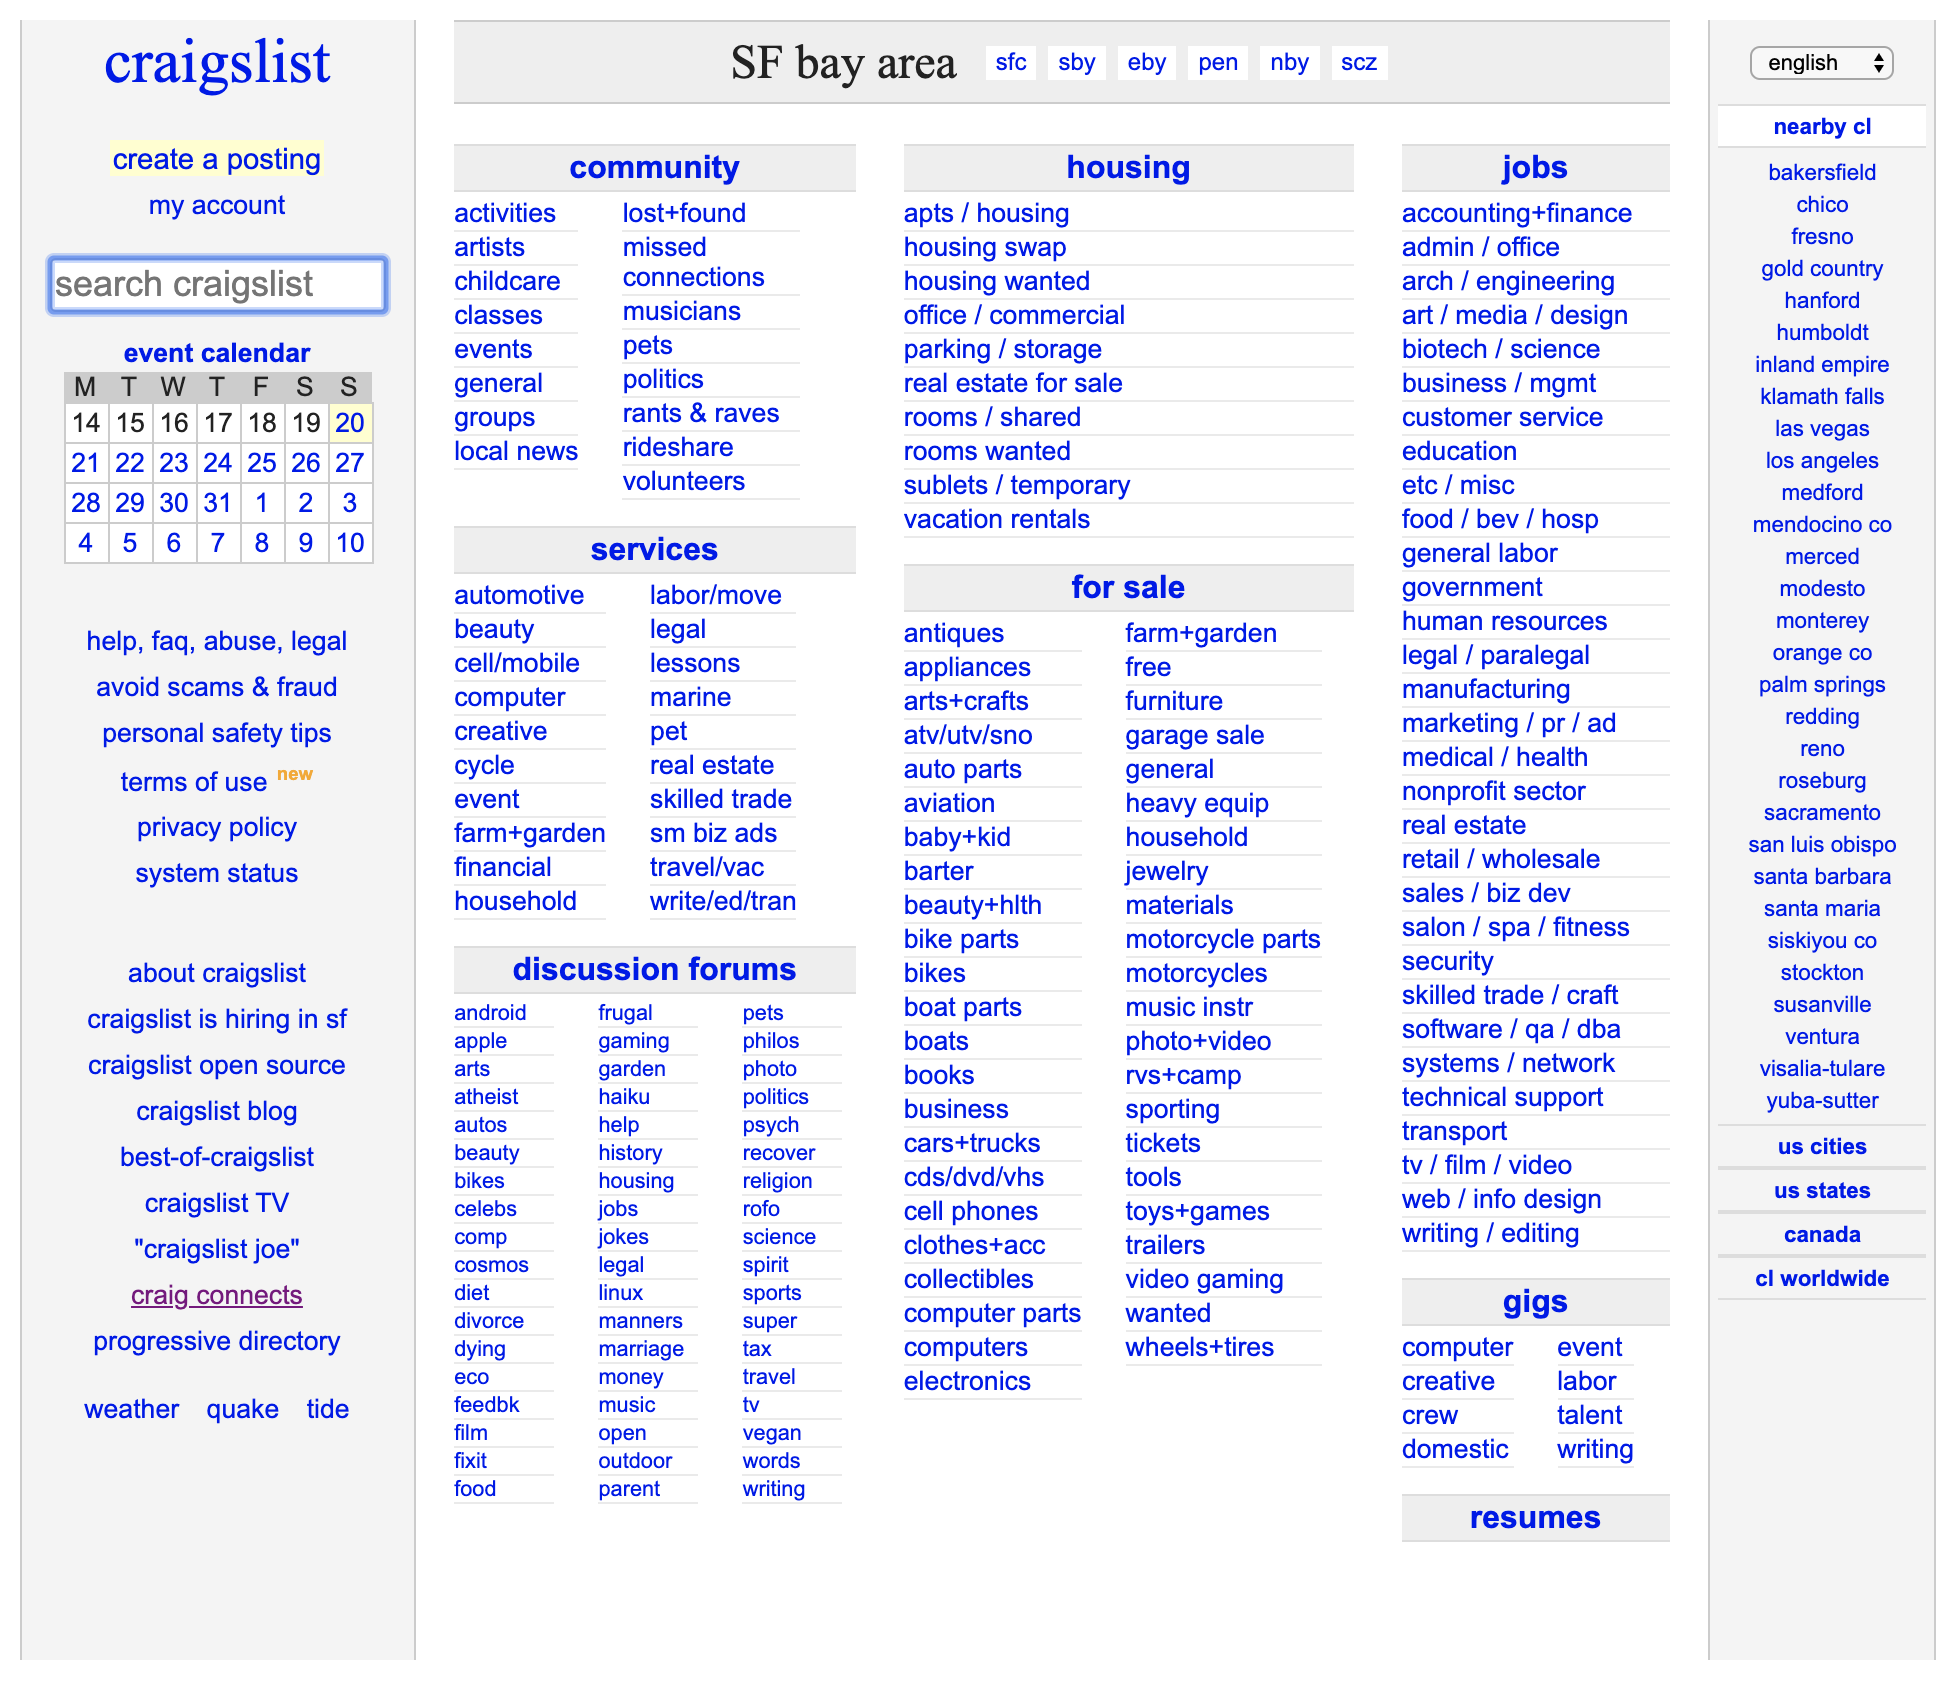 craigslist
create a posting
my account
search craigslist
event calendar
M T W T F S S
14 15 16 17 18 19 20
21 22 23 24 25 26 27
28 29 30 31 1 2 3
4 5 6 7 8 9 10
help, faq, abuse, legal
avoid scams & fraud
personal safety tips
terms of use new
privacy policy
system status
about craigslist
craigslist is hiring in sf
craigslist open source
craigslist blog
best-of-craigslist
craigslist TV
"craigslist joe"
craig connects
progressive directory
weather quake tide
SF bay area sfc sby eby pen nby scz
community
activities
artists
childcare
classes
events
general
groups
local news
lost+found
missed
connections
musicians
pets
politics
rants & raves
rideshare
volunteers
services
automotive
beauty
cell/mobile
computer
creative
cycle
event
farm+garden
financial
household
labor/move
legal
lessons
marine
pet
real estate
skilled trade
sm biz ads
travel/vac
write/ed/tran
discussion forums
android
apple
arts
atheist
autos
beauty
bikes
celebs
comp
cosmos
diet
divorce
dying
eco
feedbk
film
fixit
food
frugal
gaming
garden
haiku
help
history
housing
jobs
jokes
legal
linux
manners
marriage
money
music
open
outdoor
parent
pets
philos
photo
politics
psych
recover
religion
rofo
science
spirit
sports
super
tax
travel
tv
vegan
words
writing
housing
apts / housing
housing swap
housing wanted
office / commercial
parking / storage
real estate for sale
rooms / shared
rooms wanted
sublets / temporary
vacation rentals
for sale
antiques
appliances
arts+crafts
atv/utv/sno
auto parts
aviation
baby+kid
barter
beauty+hlth
bike parts
bikes
boat parts
boats
books
business
cars+trucks
cds/dvd/vhs
cell phones
clothes+acc
collectibles
computer parts
computers
electronics
farm+garden
free
furniture
garage sale
general
heavy equip
household
jewelry
materials
motorcycle parts
motorcycles
music instr
photo+video
rvs+camp
sporting
tickets
tools
toys+games
trailers
video gaming
wanted
wheels+tires
jobs
accounting+finance
admin / office
arch / engineering
art / media / design
biotech / science
business / mgmt
customer service
education
etc / misc
food / bev / hosp
general labor
government
human resources
legal / paralegal
manufacturing
marketing / pr / ad
medical / health
nonprofit sector
real estate
retail / wholesale
sales / biz dev
salon / spa / fitness
security
skilled trade / craft
software / qa / dba
systems / network
technical support
transport
tv / film / video
web / info design
writing / editing
gigs
computer
creative
crew
domestic
event
labor
talent
writing
resumes
english
nearby cl
bakersfield
chico
fresno
gold country
hanford
humboldt
inland empire
klamath falls
las vegas
los angeles
medford
mendocino co
merced
modesto
monterey
orange co
palm springs
redding
reno
roseburg
sacramento
san luis obispo
santa barbara
santa maria
siskiyou co
stockton
susanville
ventura
visalia-tulare
yuba-sutter
us cities
us states
canada
cl worldwide